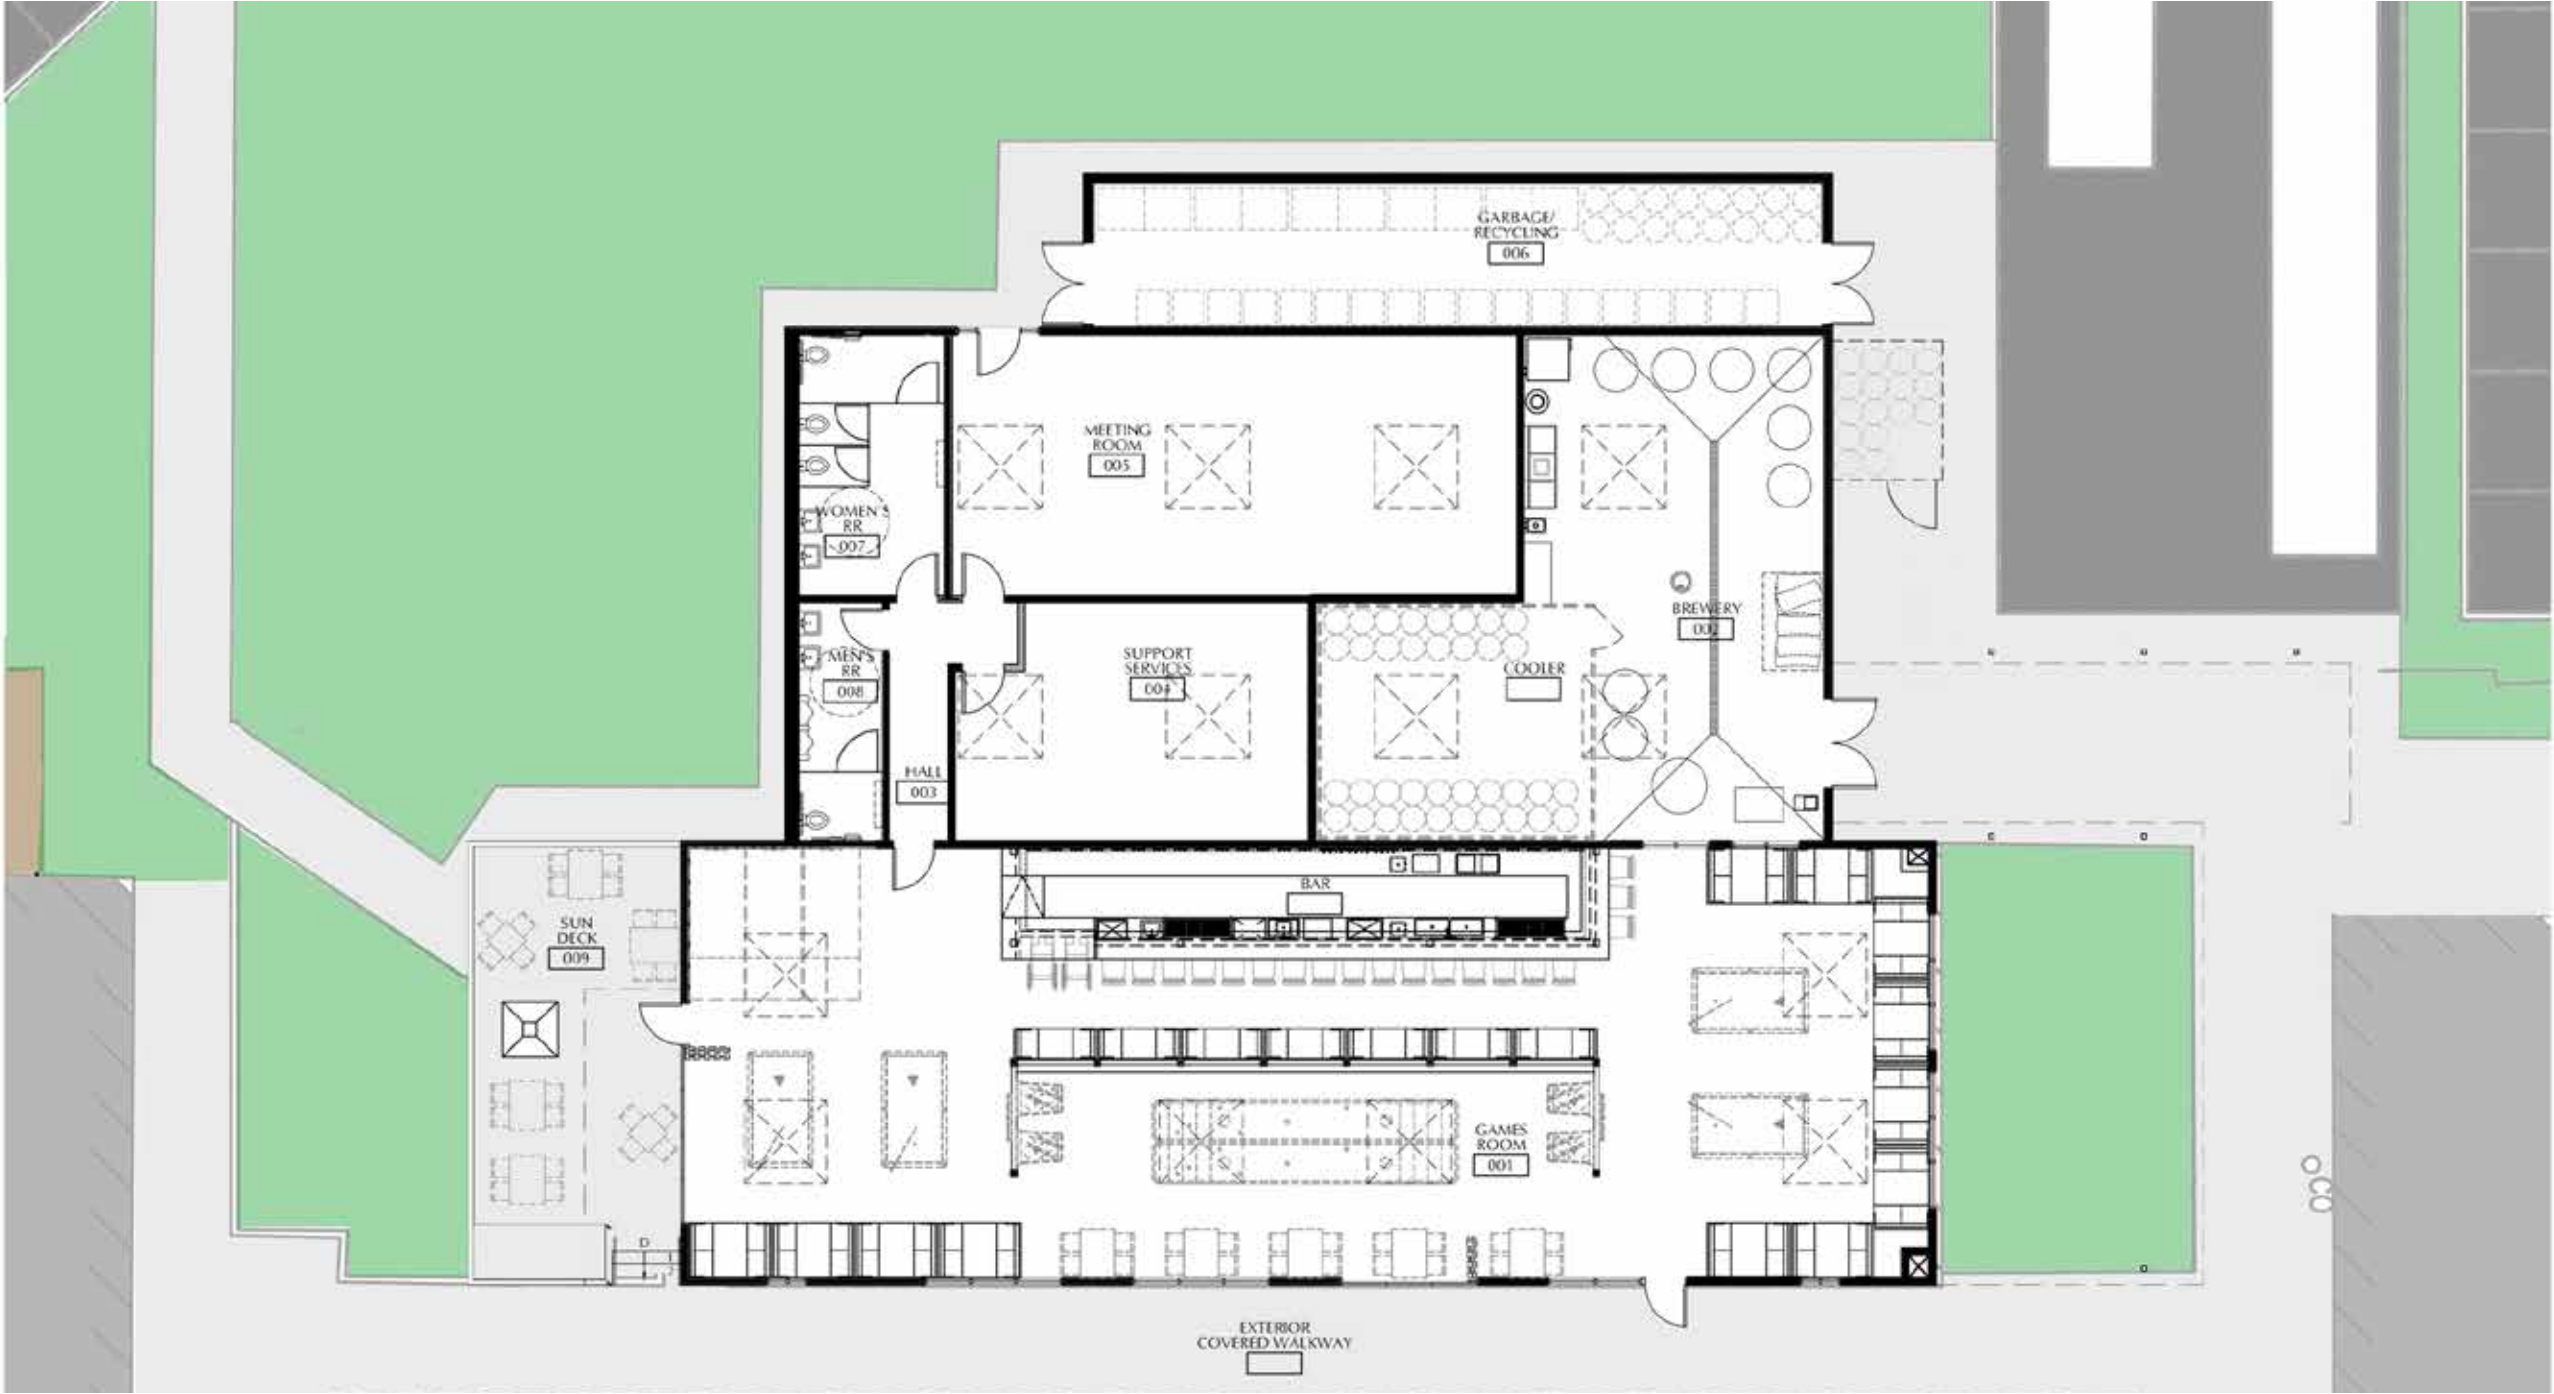 GARBAGE/
RECYCLING
006
MEETING
ROOM
005
WOMEN'S
RR
007
BREWERY
002
MEN'S
RR
008
SUPPORT
SERVICES
004
COOLER
HALL
003
BAR
SUN
DECK
009
GAMES
ROOM
001
D
EXTERIOR
COVERED WALKWAY